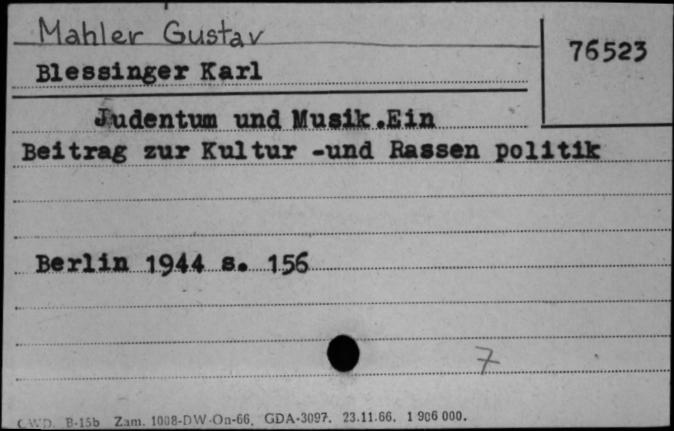 Mahler Gustav
76523
Blessinger Karl
Judentum und Musik.Ein
Beitrag zur Kultur -und Rassen politik
Berlin 1944 s. 156
7
C.W.D. B-15b Zam. 1008-DW-On-66. GDA-3097. 23.11.66. 1 906 000.